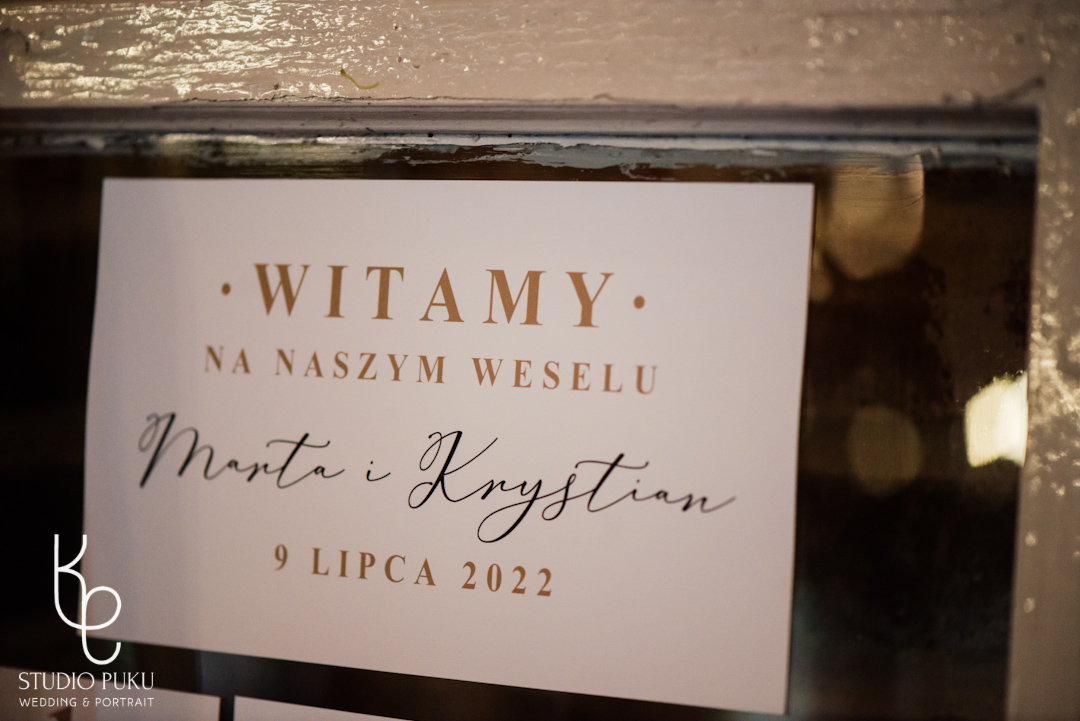 · WITAMY ·
NA NASZYM WESELU
Marta i Krystian
9 LIPCA 2022
STUDIO PUKU
WEDDING & PORTRAIT